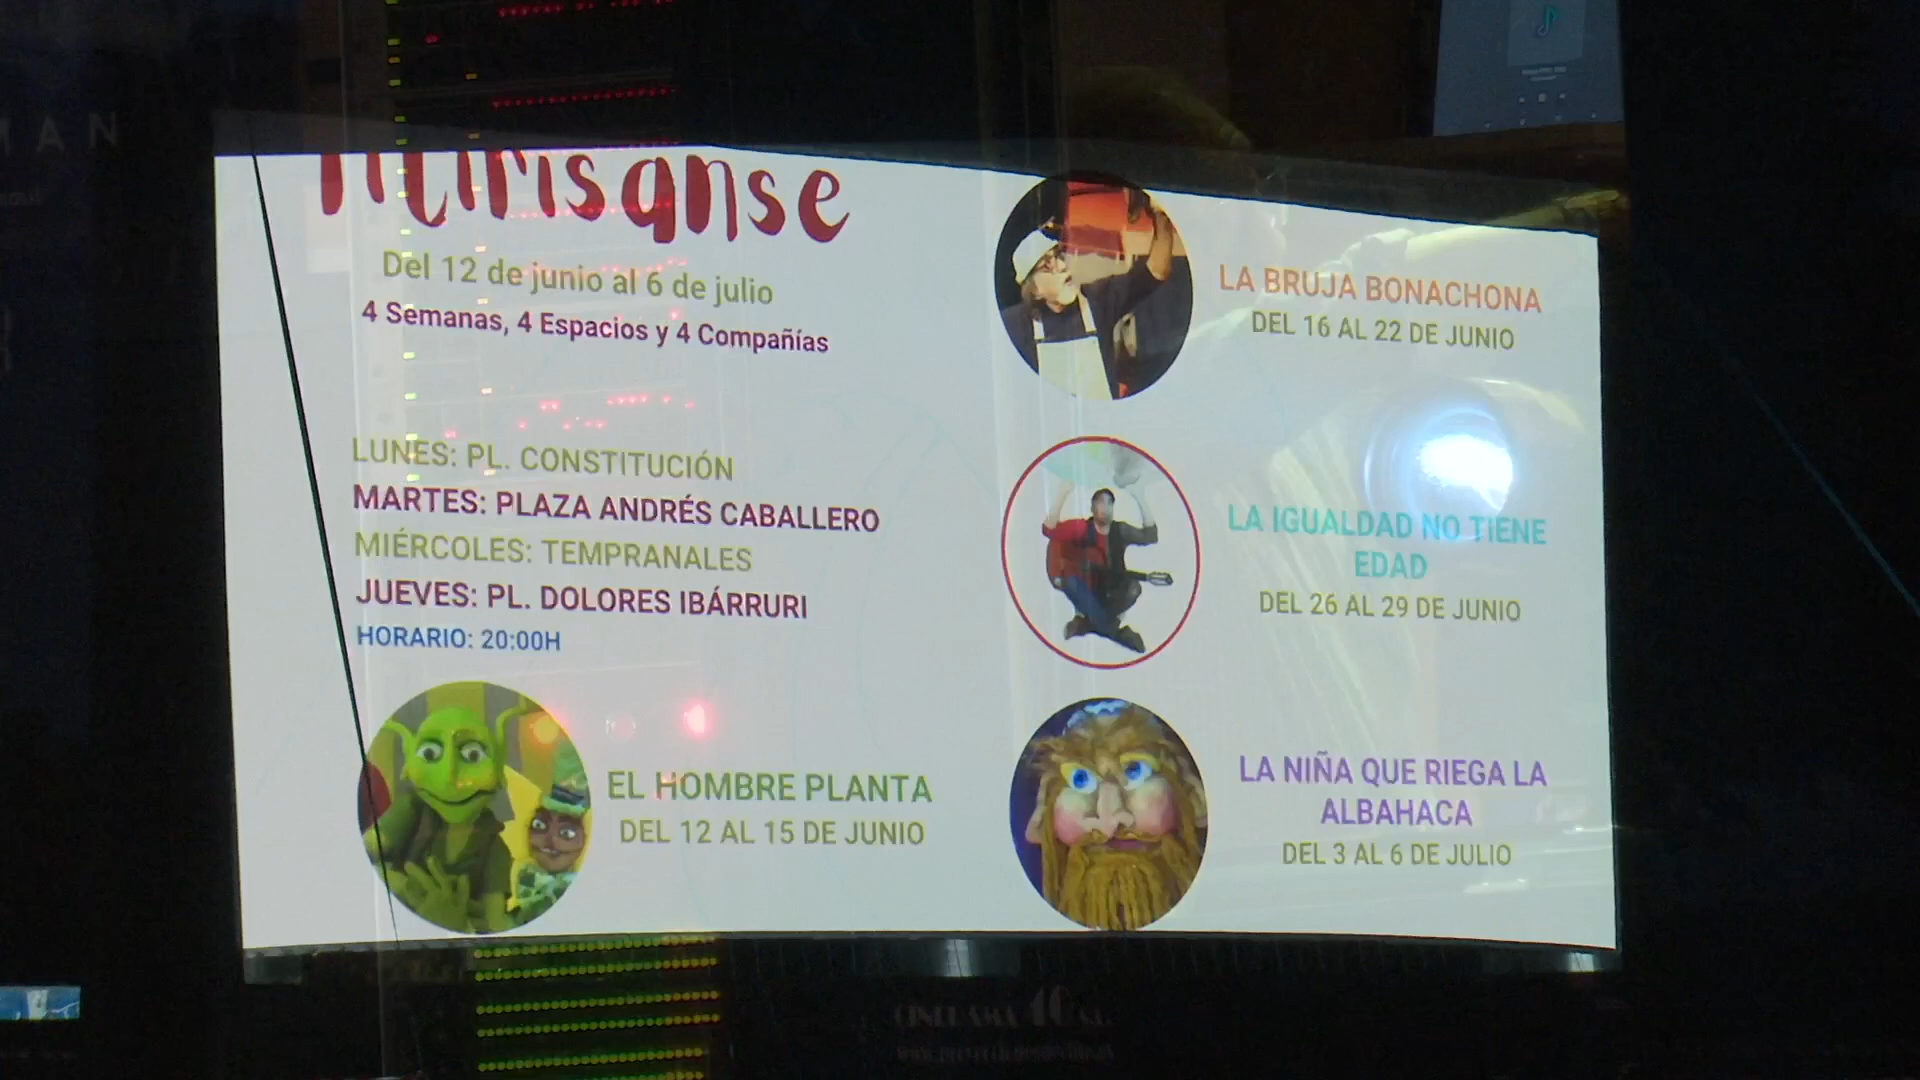 Del 12 de junio al 6 de julio
4 Semanas, 4 Espacios y 4 Compañías
LUNES: PL. CONSTITUCIÓN
MARTES: PLAZA ANDRÉS CABALLERO
MIÉRCOLES: TEMPRANALES
JUEVES: PL. DOLORES IBÁRRURI
HORARIO: 20:00H
EL HOMBRE PLANTA
DEL 12 AL 15 DE JUNIO
LA BRUJA BONACHONA
DEL 16 AL 22 DE JUNIO
LA IGUALDAD NO TIENE
EDAD
DEL 26 AL 29 DE JUNIO
LA NIÑA QUE RIEGA LA
ALBAHACA
DEL 3 AL 6 DE JULIO